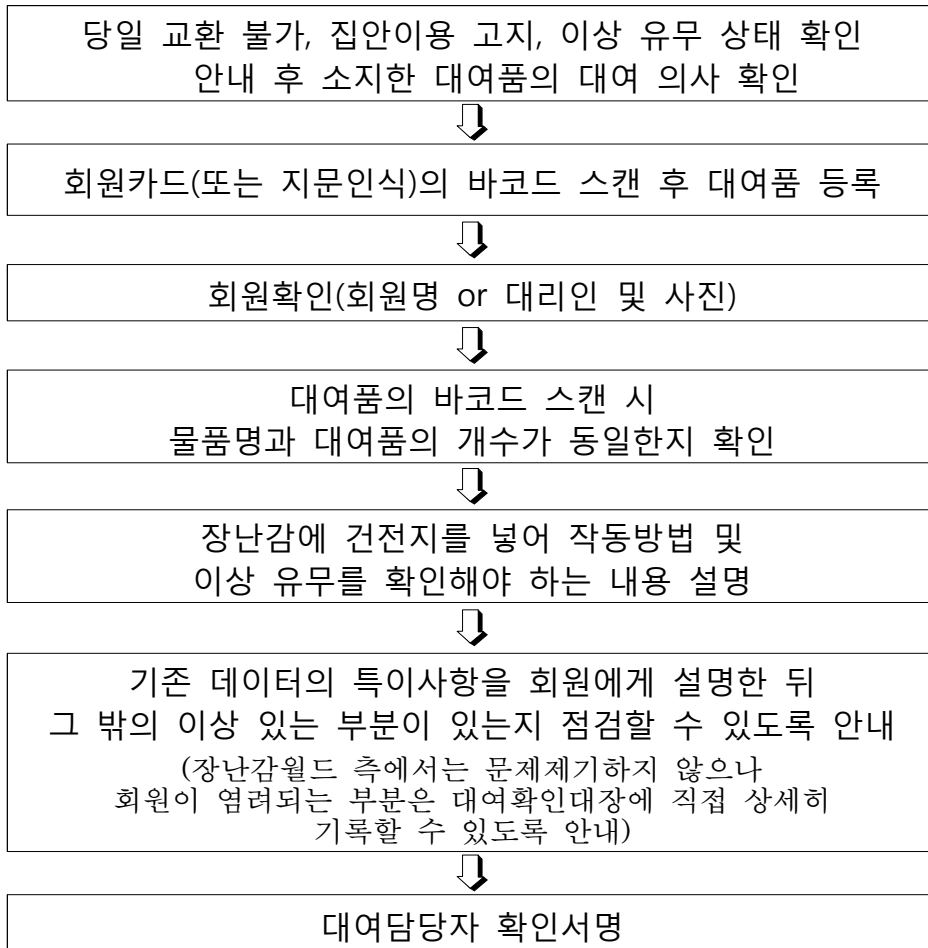 당일 교환 불가, 집안이용 고지, 이상 유무 상태 확인
안내 후 소지한 대여품의 대여 의사 확인
회원카드(또는 지문인식)의 바코드 스캔 후 대여품 등록
회원확인(회원명 or 대리인 및 사진)
대여품의 바코드 스캔 시
물품명과 대여품의 개수가 동일한지 확인
장난감에 건전지를 넣어 작동방법 및
이상 유무를 확인해야 하는 내용 설명
기존 데이터의 특이사항을 회원에게 설명한 뒤
그 밖의 이상 있는 부분이 있는지 점검할 수 있도록 안내
(장난감월드 측에서는 문제제기하지 않으나
회원이 염려되는 부분은 대여확인대장에 직접 상세히
기록할 수 있도록 안내)
대여담당자 확인서명